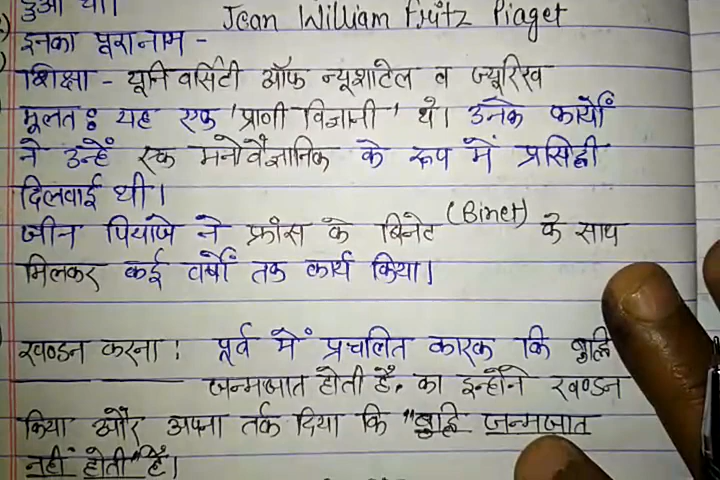 हुआ था।
Jean William Fritz Piaget
इनका पूरा नाम -
शिक्षा - यूनिवर्सिटी ऑफ न्यूशाटेल व ज्यूरिख
मूलतः यह एक 'प्राणी विज्ञानी' थे। उनके कार्यों
ने उन्हें एक मनोवैज्ञानिक के रूप में प्रसिद्धी
दिलवाई थी।
जीन पियाजे ने फ्रांस के बिनेट (Binet) के साथ
मिलकर कई वर्षों तक कार्य किया।
खण्डन करना : पूर्व में प्रचलित कारक कि बुद्धि
जन्मजात होती है, का इन्होंने खण्डन
किया और अपना तर्क दिया कि "बुद्धि जन्मजात
नहीं होती" है।